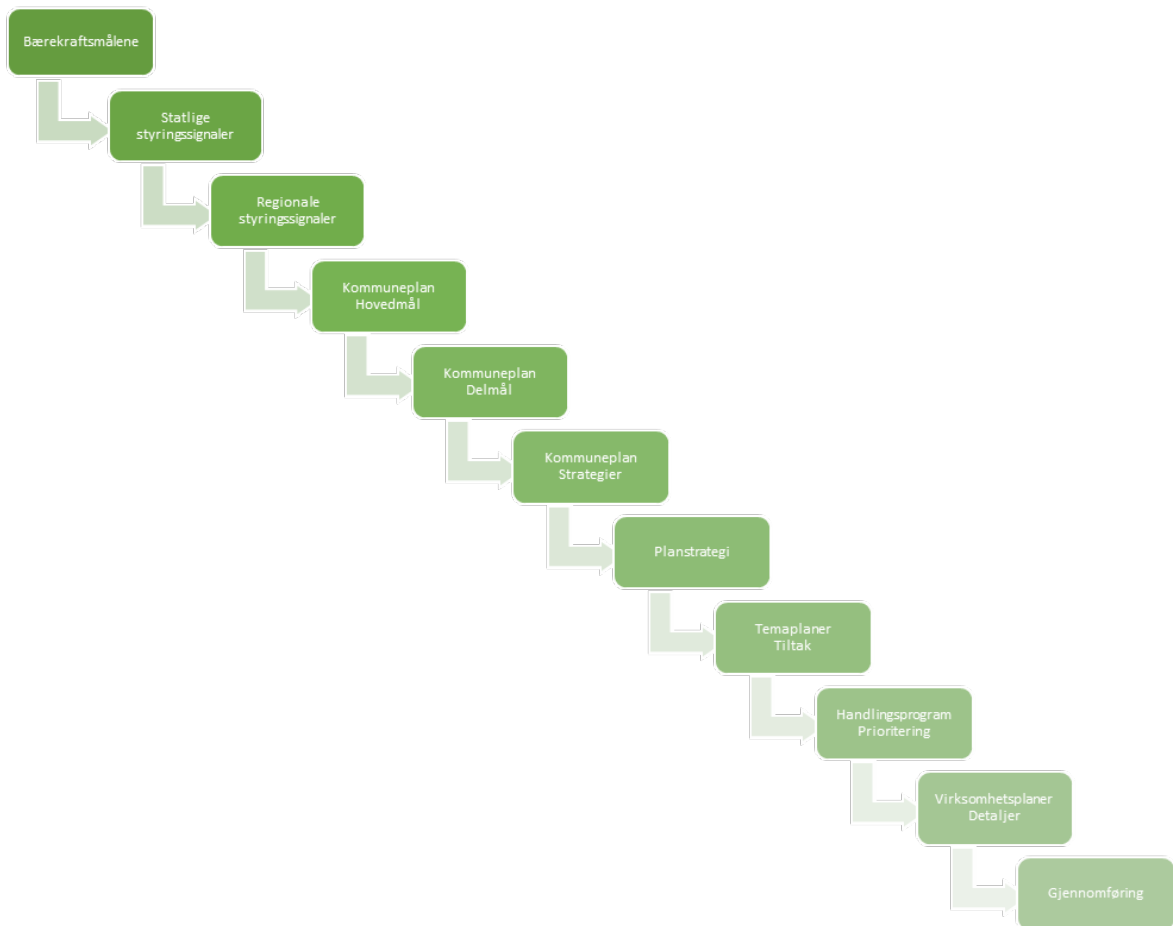 Bærekraftsmålene
Statlige
styringssignaler
Regionale
styringssignaler
Kommuneplan
Hovedmål
Kommuneplan
Delmål
Kommuneplan
Strategier
Planstrategi
Temaplaner
Tiltak
Handlingsprogram
Prioritering
Virksomhetsplaner
Detaljer
Gjennomføring